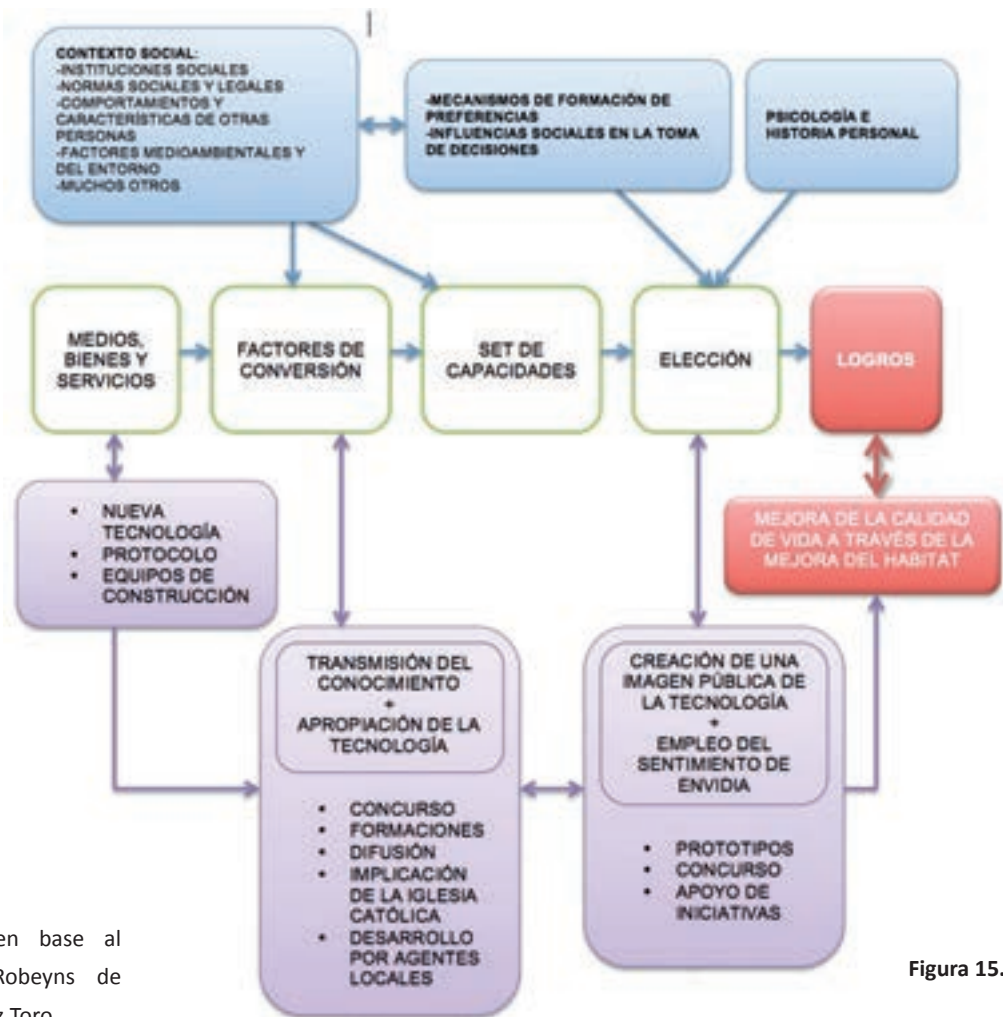 CONTEXTO SOCIAL:
-INSTITUCIONES SOCIALES
-NORMAS SOCIALES Y LEGALES
-COMPORTAMIENTOS Y
CARACTERÍSTICAS DE OTRAS
PERSONAS
-FACTORES MEDIOAMBIENTALES Y
DEL ENTORNO
-MUCHOS OTROS
-MECANISMOS DE FORMACIÓN DE
PREFERENCIAS
-INFLUENCIAS SOCIALES EN LA TOMA
DE DECISIONES
PSICOLOGÍA E
HISTORIA PERSONAL
MEDIOS,
BIENES Y
SERVICIOS
FACTORES DE
CONVERSIÓN
SET DE
CAPACIDADES
ELECCIÓN
LOGROS
• NUEVA
TECNOLOGÍA
• PROTOCOLO
• EQUIPOS DE
CONSTRUCCIÓN
MEJORA DE LA CALIDAD
DE VIDA A TRAVÉS DE LA
MEJORA DEL HABITAT
TRANSMISIÓN DEL
CONOCIMIENTO
+
APROPIACIÓN DE LA
TECNOLOGÍA
• CONCURSO
• FORMACIONES
• DIFUSIÓN
• IMPLICACIÓN
DE LA IGLESIA
CATÓLICA
• DESARROLLO
POR AGENTES
LOCALES
CREACIÓN DE UNA
IMAGEN PÚBLICA DE
LA TECNOLOGÍA
+
EMPLEO DEL
SENTIMIENTO DE
ENVIDIA
• PROTOTIPOS
• CONCURSO
• APOYO DE
INICIATIVAS
en base al
Robeyns de
Toro
Figura 15.